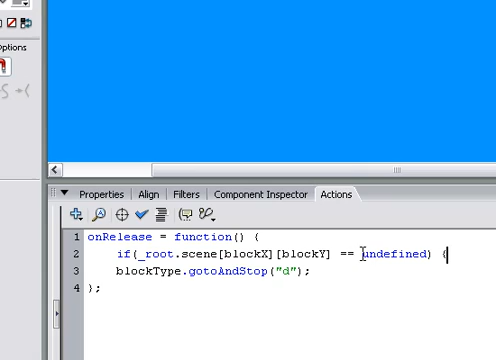 Options
Properties
Align
Filters
Component Inspector
Actions
1 onRelease = function() {
2 if(_root.scene[blockX][blockY] == undefined) {
3 blockType.gotoAndStop("d");
4 };